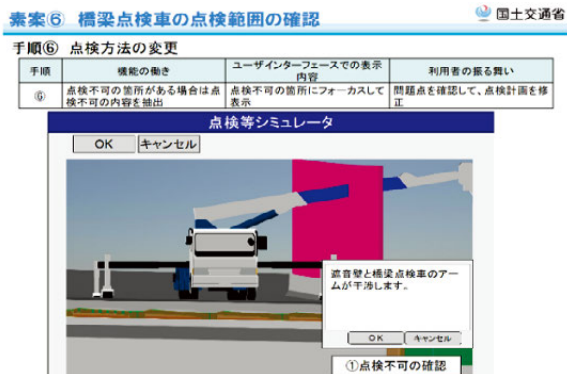 素案⑥ 橋梁点検車の点検範囲の確認
国土交通省
手順⑥ 点検方法の変更
手順
機能の働き
ユーザインターフェースでの表示
内容
利用者の振る舞い
⑥
点検不可の箇所がある場合は点
検不可の内容を抽出
点検不可の箇所にフォーカスして
表示
問題点を確認して、点検計画を修
正
点検等シミュレータ
OK キャンセル
遮音壁と橋梁点検車のアー
ムが干渉します。
OK キャンセル
①点検不可の確認